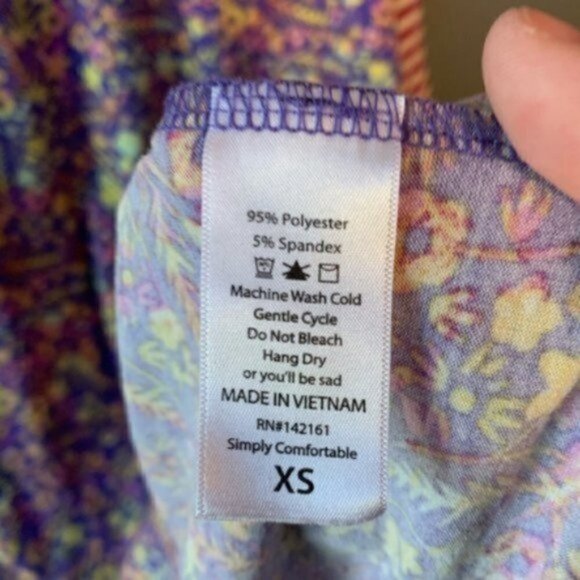 95% Polyester
5% Spandex
Machine Wash Cold
Gentle Cycle
Do Not Bleach
Hang Dry
or you'll be sad
MADE IN VIETNAM
RN#142161
Simply Comfortable
XS